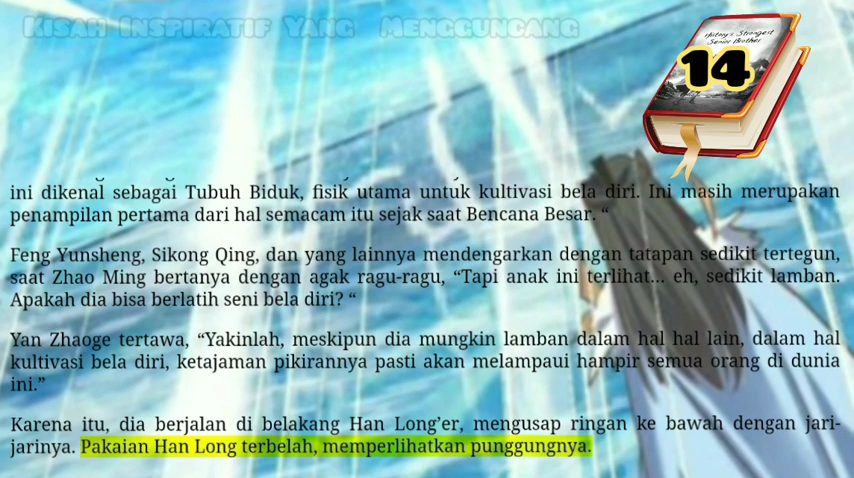 Kisah Inspiratif Yang Menggungang
History's Strongest
Senior Brother
14
ini dikenal sebagai Tubuh Biduk, fisik utama untuk kultivasi bela diri. Ini masih merupakan
penampilan pertama dari hal semacam itu sejak saat Bencana Besar. “
Feng Yunsheng, Sikong Qing, dan yang lainnya mendengarkan dengan tatapan sedikit tertegun,
saat Zhao Ming bertanya dengan agak ragu-ragu, “Tapi anak ini terlihat... eh, sedikit lamban.
Apakah dia bisa berlatih seni bela diri? “
Yan Zhaoge tertawa, “Yakinlah, meskipun dia mungkin lamban dalam hal hal lain, dalam hal
kultivasi bela diri, ketajaman pikirannya pasti akan melampaui hampir semua orang di dunia
ini.”
Karena itu, dia berjalan di belakang Han Long’er, mengusap ringan ke bawah dengan jari-
jarinya. Pakaian Han Long terbelah, memperlihatkan punggungnya.